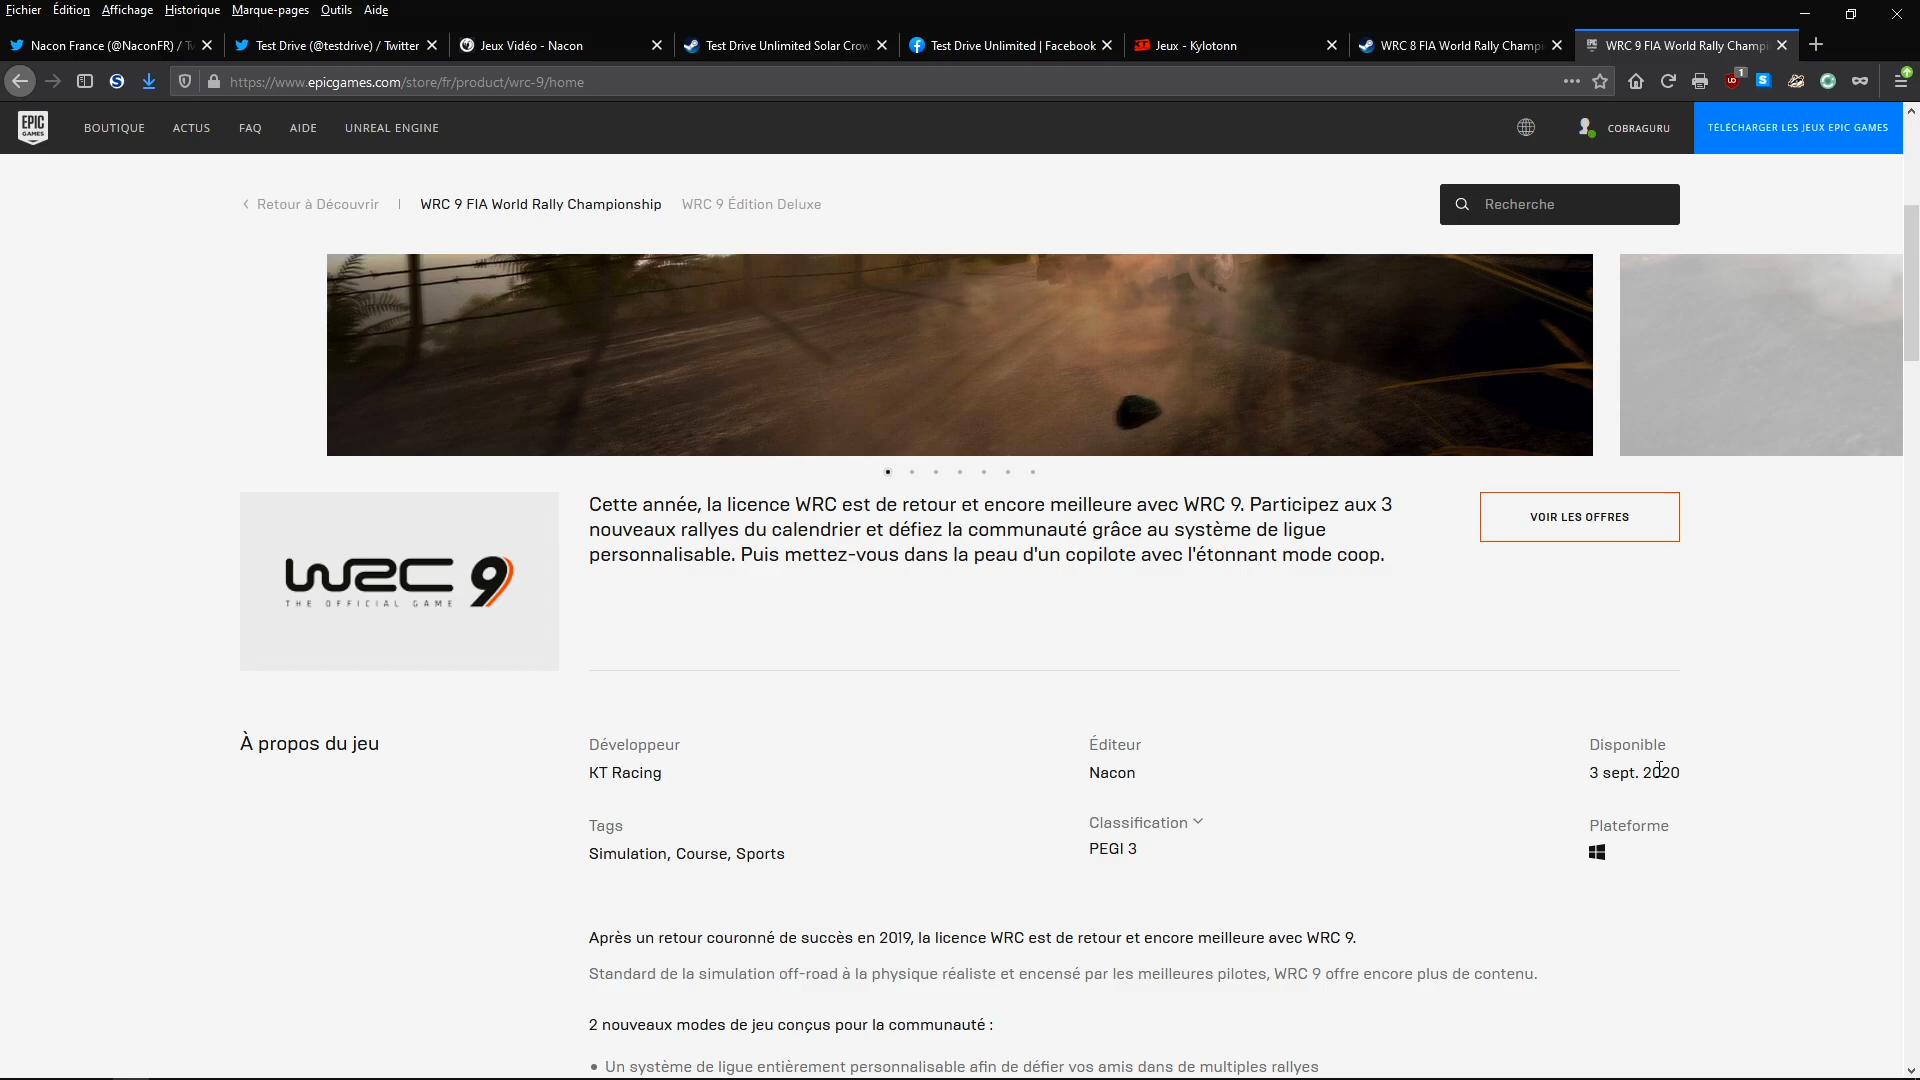 Fichier Édition Affichage Historique Marque-pages Outils Aide
Nacon France (@NaconFR) / Tw
Test Drive (@testdrive) / Twitter
Jeux Vidéo - Nacon
Test Drive Unlimited Solar Crow
Test Drive Unlimited | Facebook
Jeux - Kylotonn
WRC 8 FIA World Rally Champi
WRC 9 FIA World Rally Champi
https://www.epicgames.com/store/fr/product/wrc-9/home
1
EPIC GAMES
BOUTIQUE ACTUS FAQ AIDE UNREAL ENGINE
COBRAGURU
TÉLÉCHARGER LES JEUX EPIC GAMES
Retour à Découvrir | WRC 9 FIA World Rally Championship WRC 9 Édition Deluxe
Recherche
WRC 9
THE OFFICIAL GAME
Cette année, la licence WRC est de retour et encore meilleure avec WRC 9. Participez aux 3
nouveaux rallyes du calendrier et défiez la communauté grâce au système de ligue
personnalisable. Puis mettez-vous dans la peau d'un copilote avec l'étonnant mode coop.
VOIR LES OFFRES
À propos du jeu
Développeur
KT Racing
Éditeur
Nacon
Disponible
3 sept. 2020
Tags
Simulation, Course, Sports
Classification
PEGI 3
Plateforme
Après un retour couronné de succès en 2019, la licence WRC est de retour et encore meilleure avec WRC 9.
Standard de la simulation off-road à la physique réaliste et encensé par les meilleures pilotes, WRC 9 offre encore plus de contenu.
2 nouveaux modes de jeu conçus pour la communauté :
• Un système de ligue entièrement personnalisable afin de défier vos amis dans de multiples rallyes